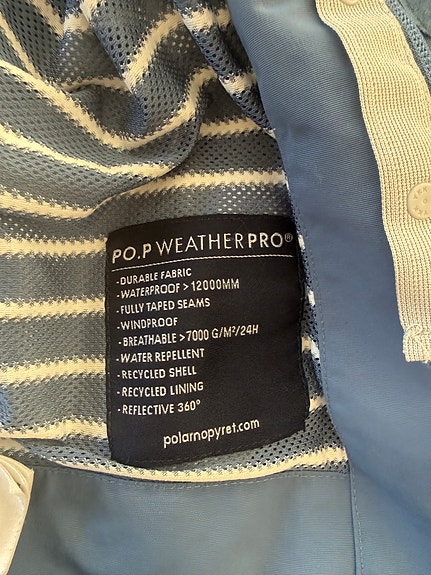 PO.P WEATHERPRO®
-DURABLE FABRIC
-WATERPROOF > 12000MM
-FULLY TAPED SEAMS
-WINDPROOF
-BREATHABLE >7000 G/M²/24H
-WATER REPELLENT
-RECYCLED SHELL
-RECYCLED LINING
-REFLECTIVE 360°
polarnopyret.com